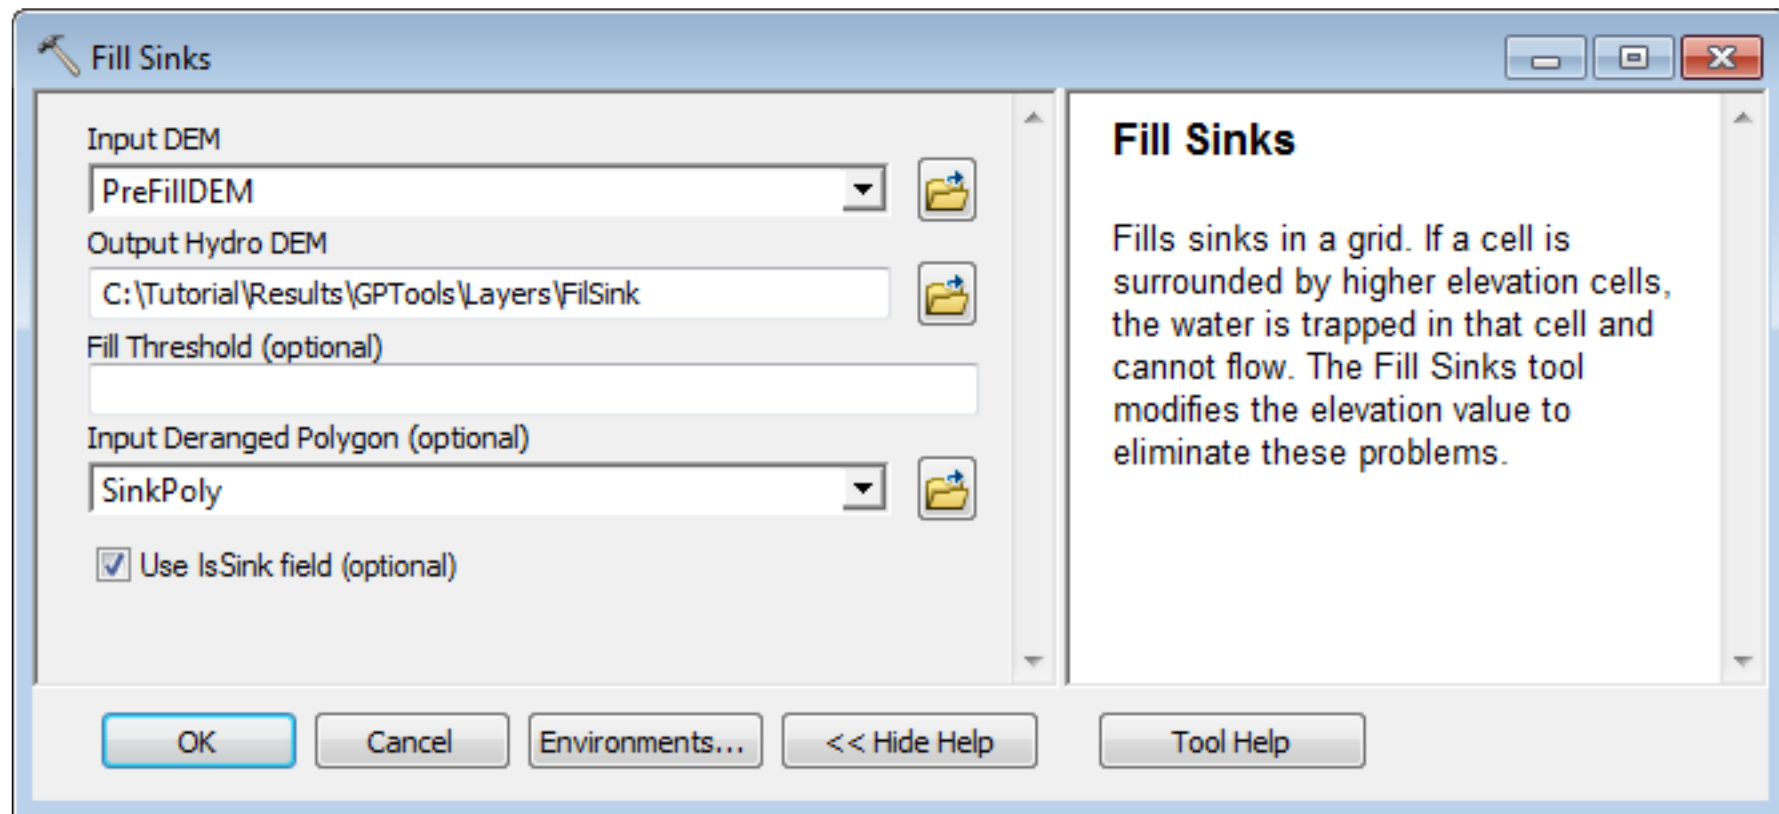 Fill Sinks
Input DEM
PreFillDEM
Output Hydro DEM
C:\Tutorial\Results\GPTools\Layers\FilSink
Fill Threshold (optional)
Input Deranged Polygon (optional)
SinkPoly
Use IsSink field (optional)
OK
Cancel
Environments...
<< Hide Help
Fill Sinks
Fills sinks in a grid. If a cell is
surrounded by higher elevation cells,
the water is trapped in that cell and
cannot flow. The Fill Sinks tool
modifies the elevation value to
eliminate these problems.
Tool Help